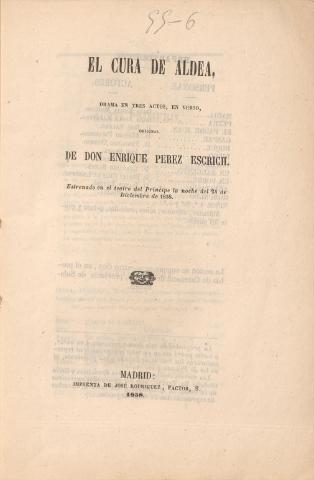 55-6
EL CURA DE ALDEA,
DRAMA EN TRES ACTOS, EN VERSO,
ORIGINAL
DE DON ENRIQUE PEREZ ESCRICH.
Estrenado en el teatro del Príncipe la noche del 24 de
Diciembre de 1858.
MADRID:
IMPRENTA DE JOSÉ RODRIGUEZ, FACTOR, 9.
1858.